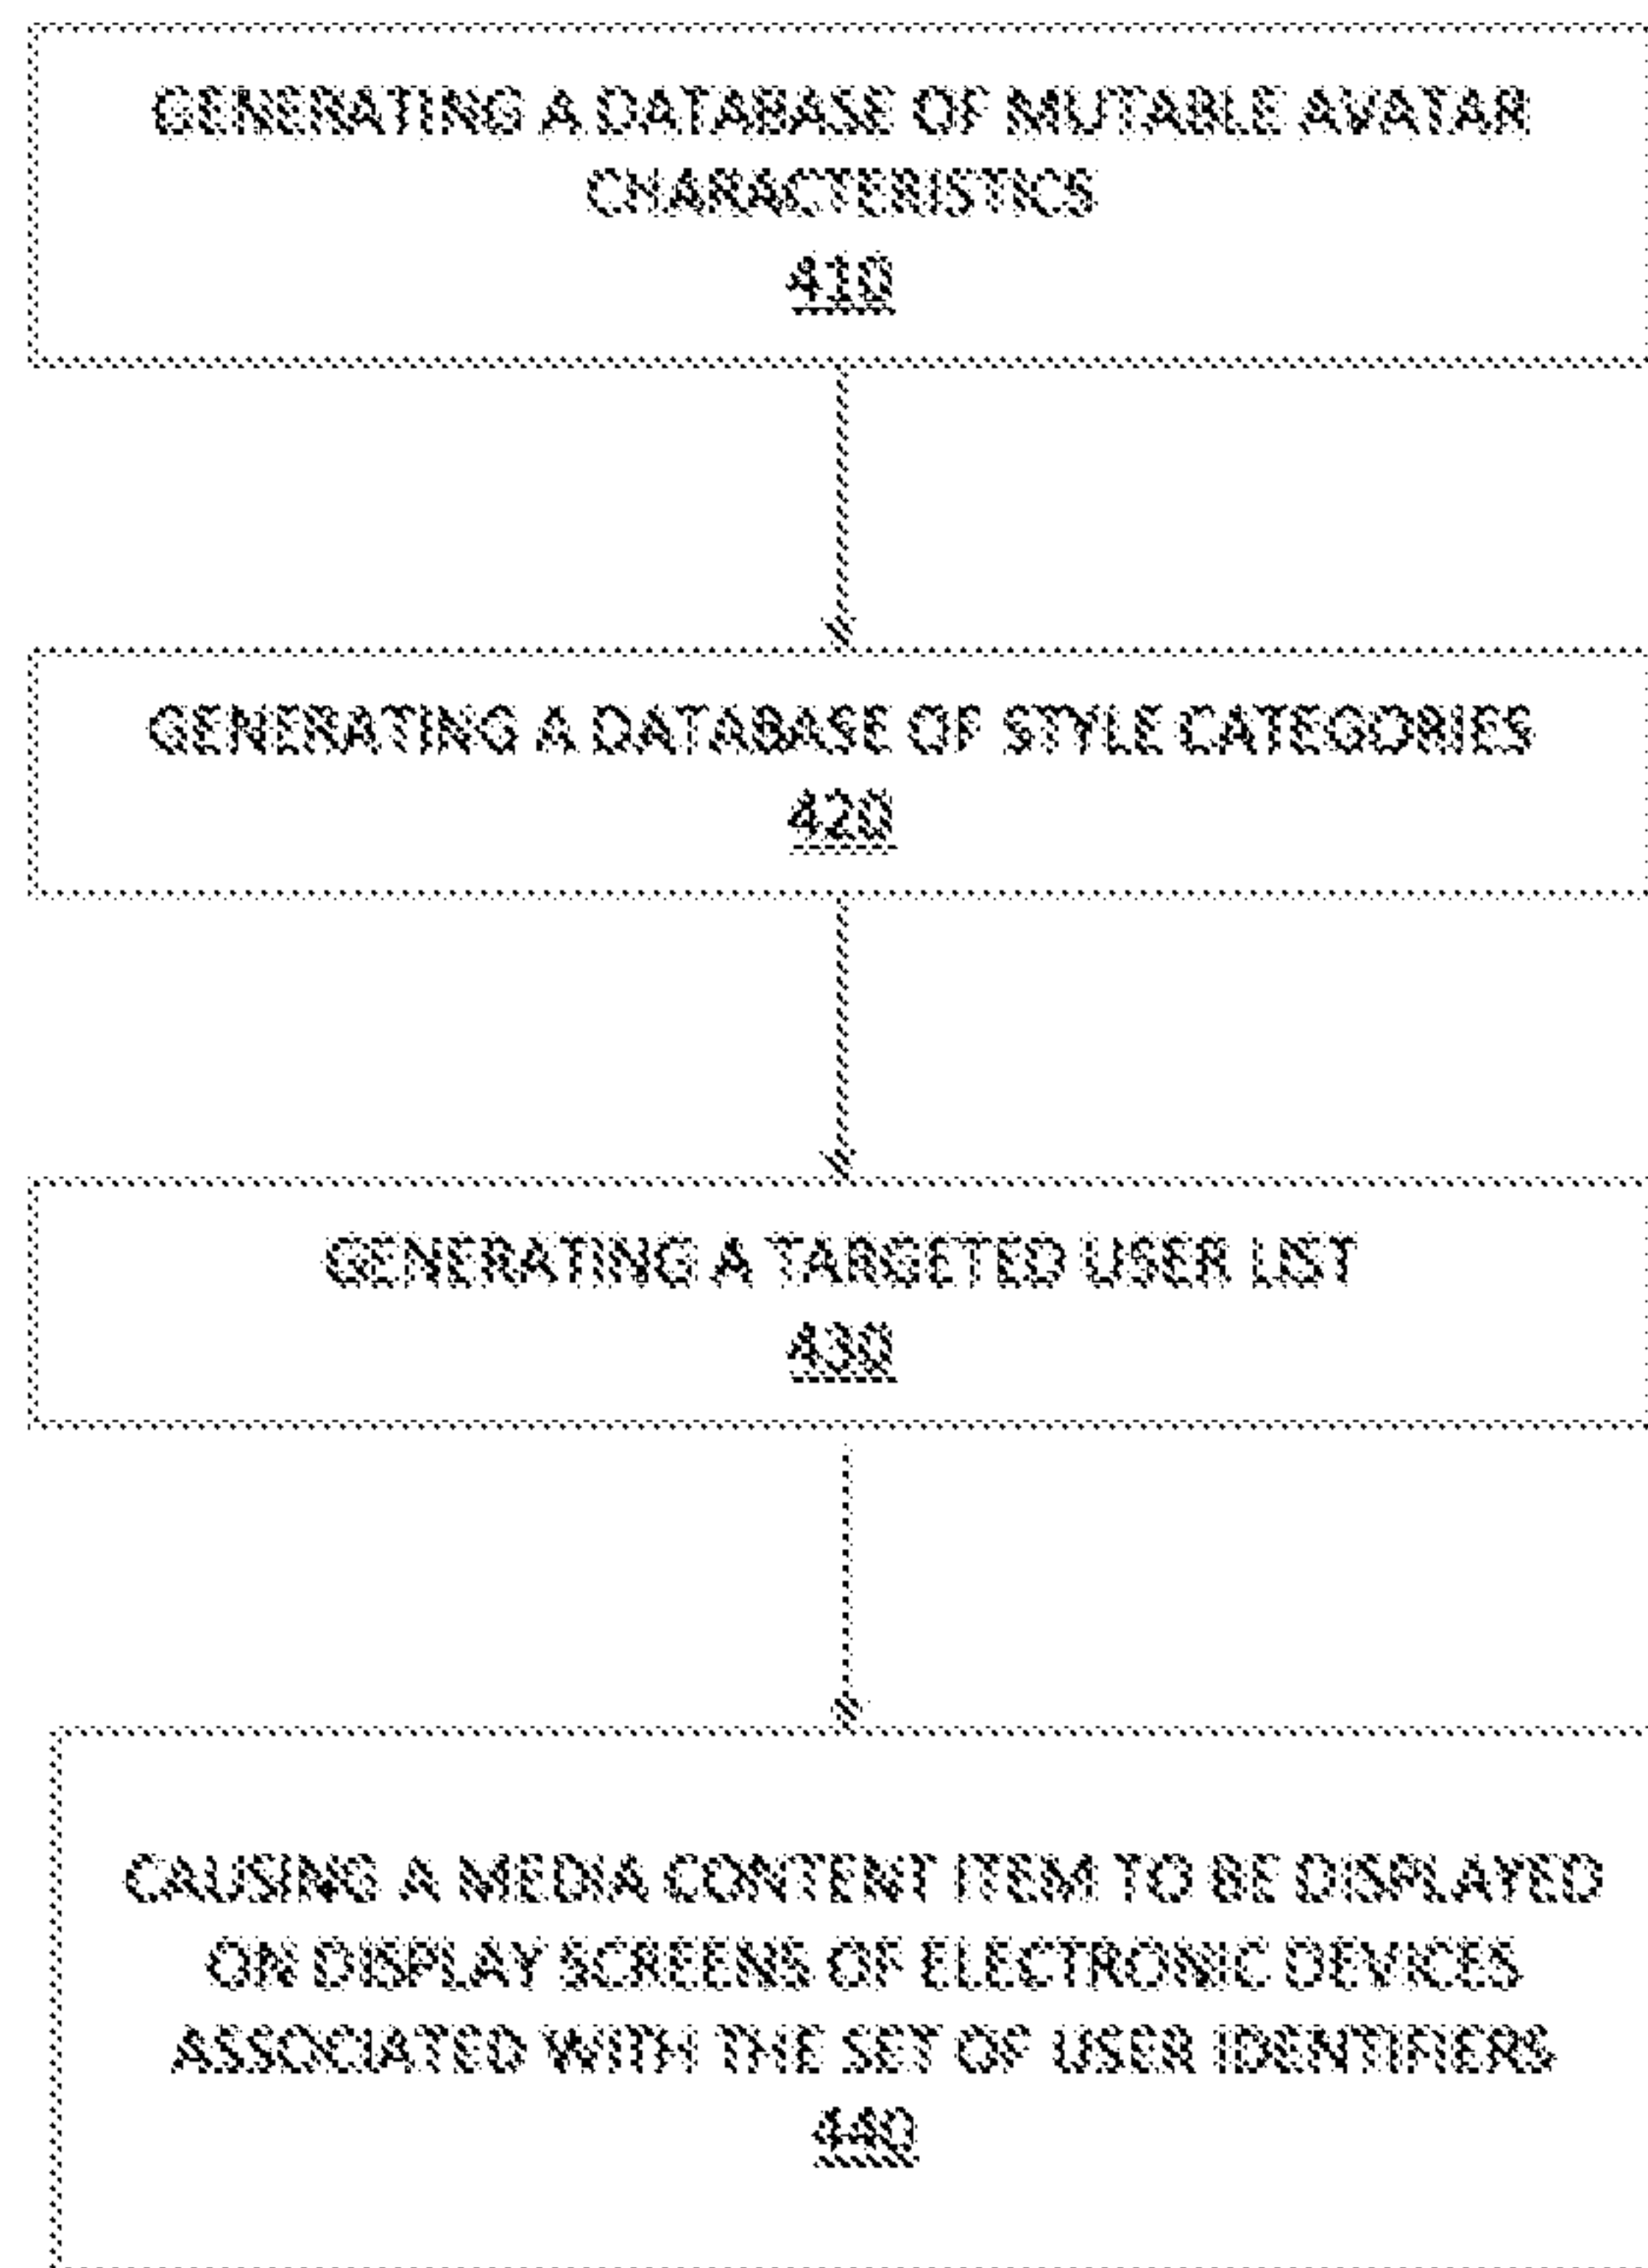 GENERATING A DATABASE OF MUTABLE AVATAR
CHARACTERISTICS
410
GENERATING A DATABASE OF STYLE CATEGORIES
420
GENERATING A TARGETED USER LIST
430
CAUSING A MEDIA CONTENT ITEM TO BE DISPLAYED
ON DISPLAY SCREENS OF ELECTRONIC DEVICES
ASSOCIATED WITH THE SET OF USER IDENTIFIERS
440